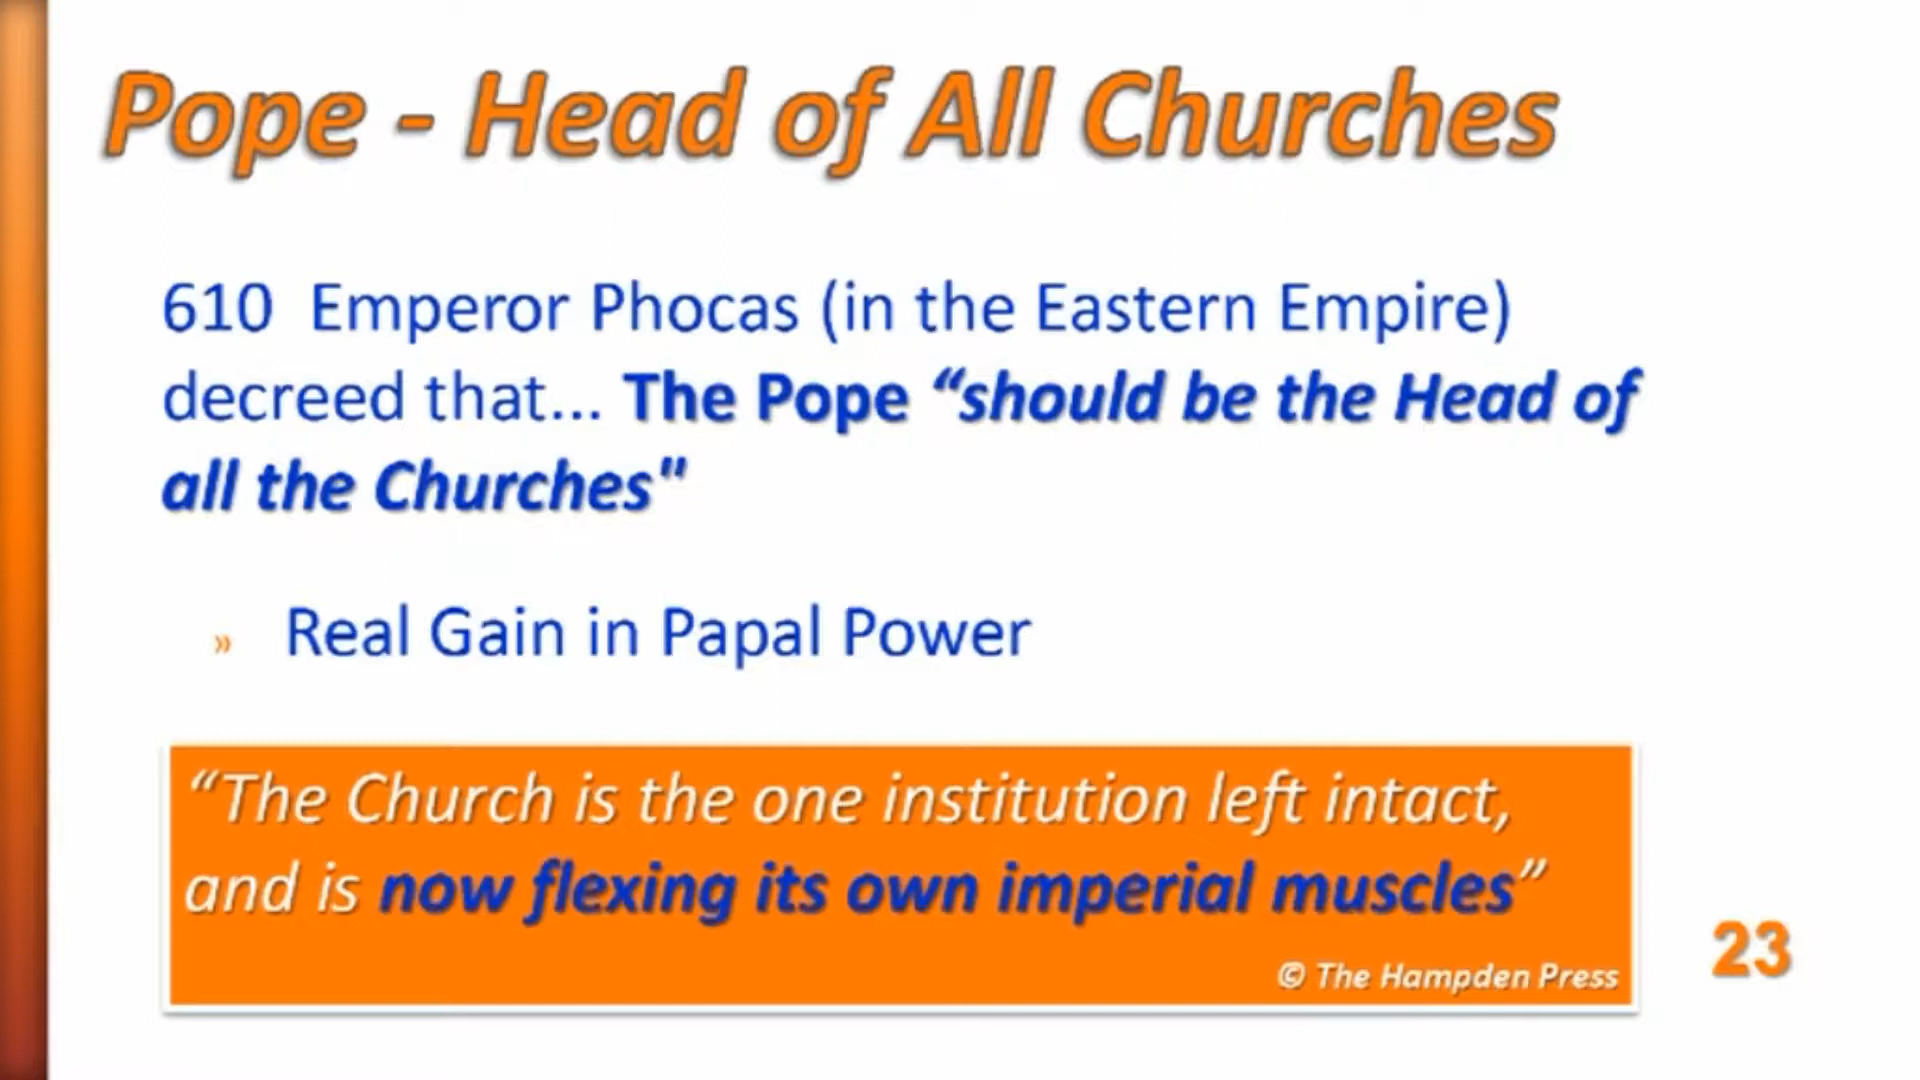 Pope - Head of All Churches
610  Emperor Phocas (in the Eastern Empire)
decreed that... The Pope “should be the Head of
all the Churches"
» Real Gain in Papal Power
“The Church is the one institution left intact,
and is now flexing its own imperial muscles”
© The Hampden Press
23